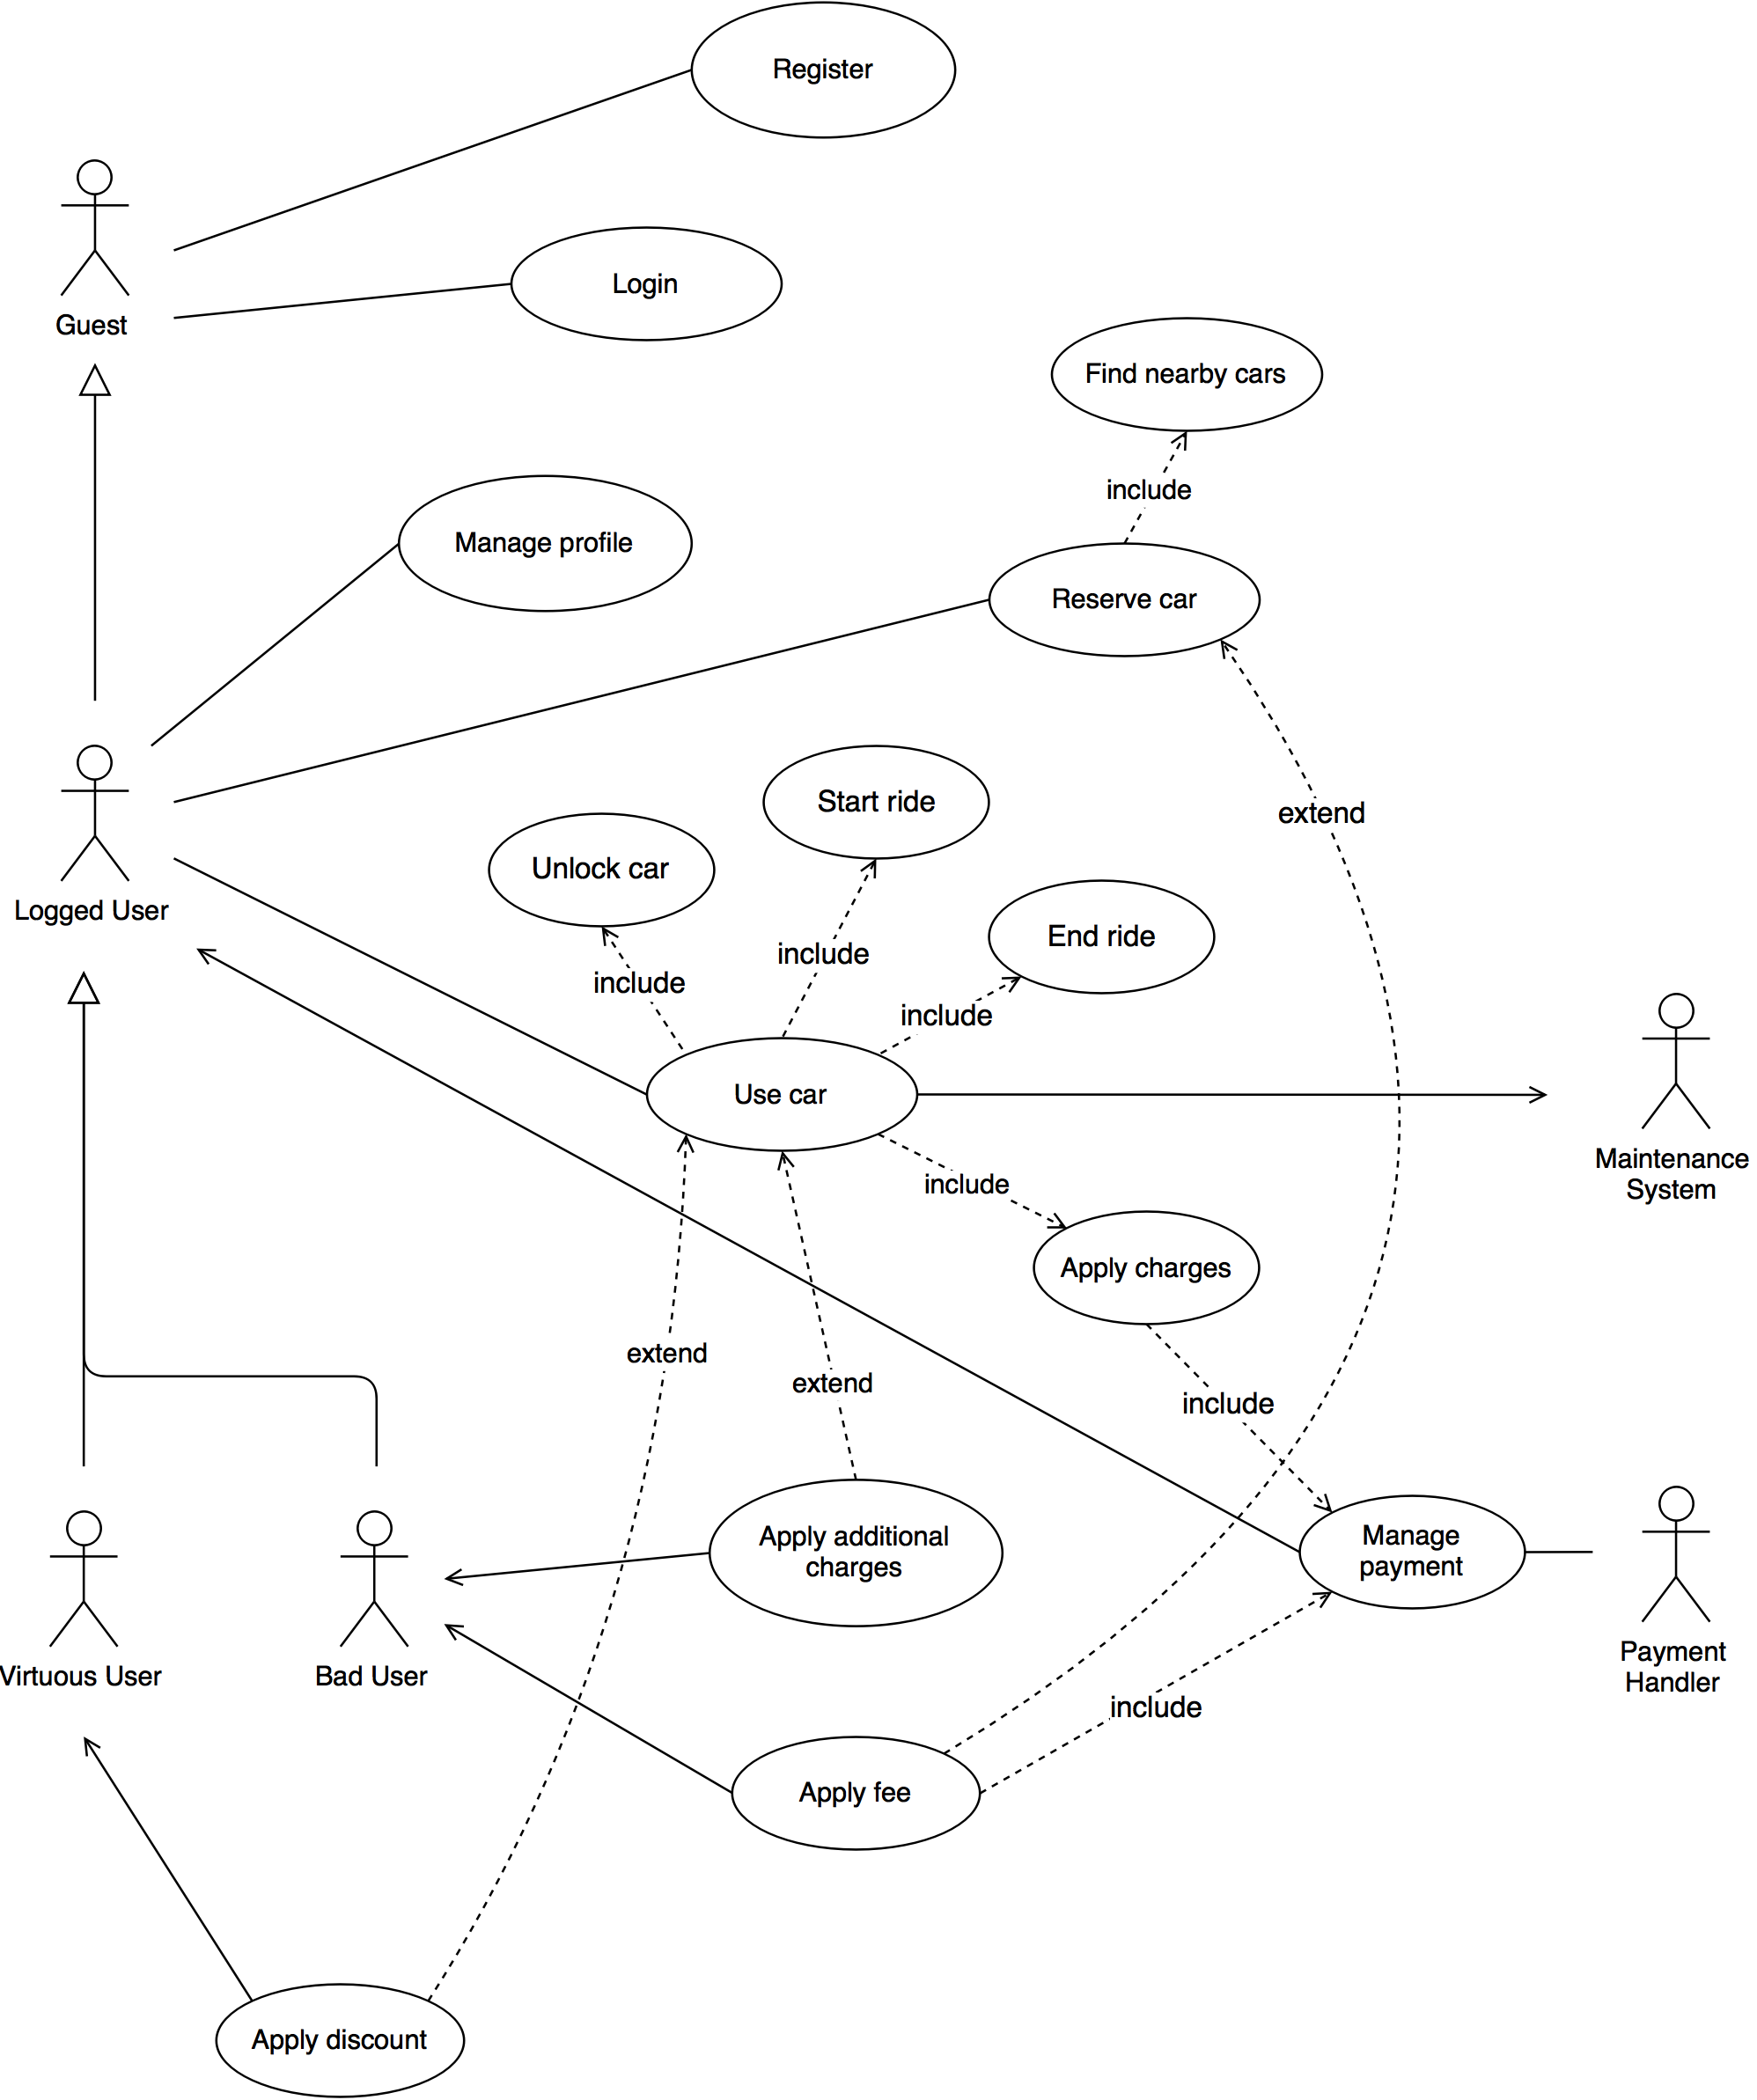 Register
Login
Guest
Find nearby cars
include
Manage profile
Reserve car
Start ride
extend
Unlock car
Logged User
End ride
include
include
include
Use car
Maintenance
System
include
Apply charges
extend
extend
include
Apply additional
charges
Manage
payment
Virtuous User
Bad User
Payment
Handler
include
Apply fee
Apply discount